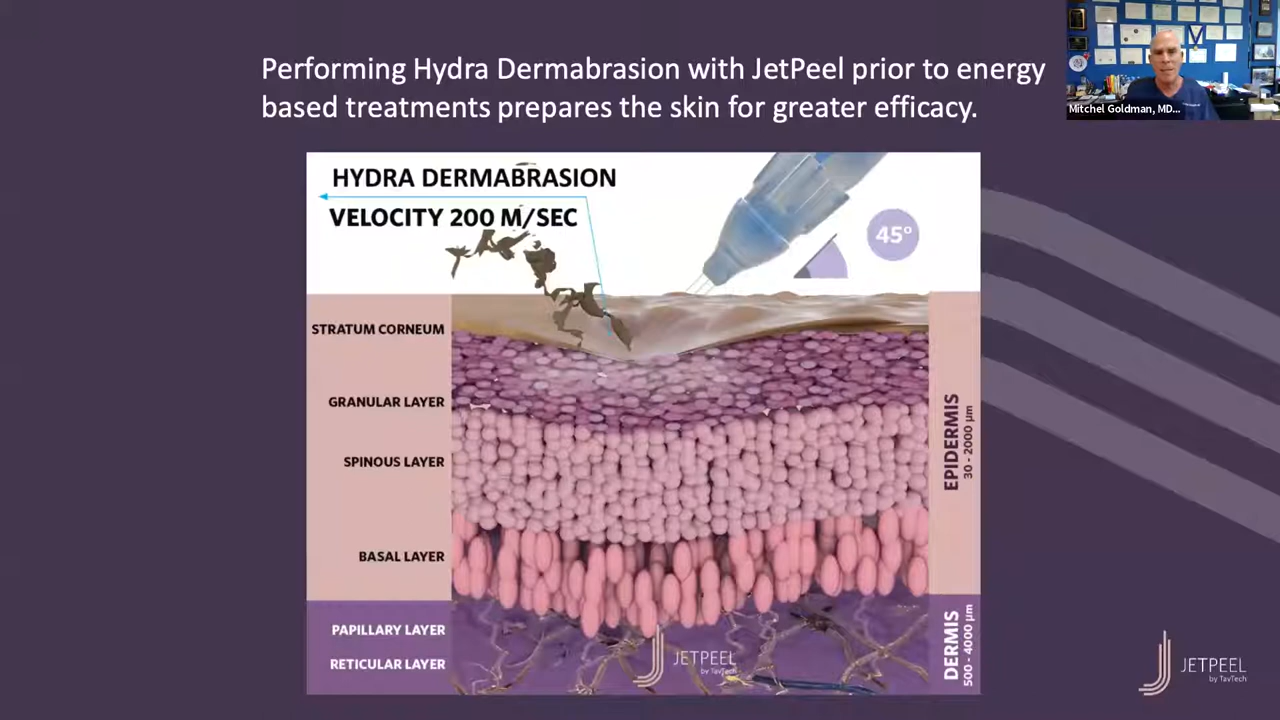 Performing Hydra Dermabrasion with JetPeel prior to energy
based treatments prepares the skin for greater efficacy.
Mitchel Goldman, MD...
HYDRA DERMABRASION
VELOCITY 200 M/SEC
45º
STRATUM CORNEUM
GRANULAR LAYER
SPINOUS LAYER
BASAL LAYER
PAPILLARY LAYER
RETICULAR LAYER
EPIDERMIS
30 - 2000 µm
DERMIS
500 - 4000 µm
JETPEEL
by TavTech
JETPEEL
by TavTech